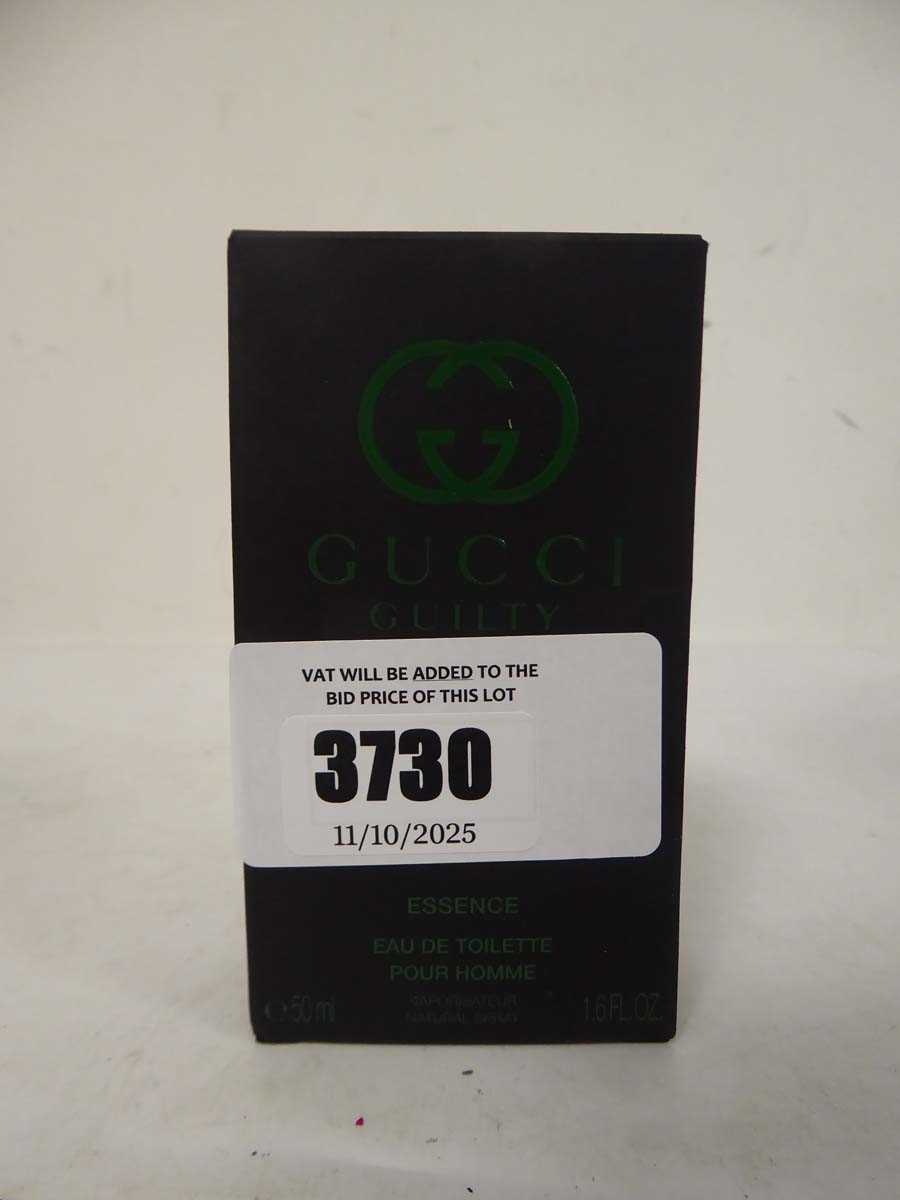 GUCCI
GUILTY
VAT WILL BE ADDED TO THE
BID PRICE OF THIS LOT
3730
11/10/2025
ESSENCE
EAU DE TOILETTE
POUR HOMME
VAPORISATEUR
NATURAL SPRAY
℮ 50 ml
1.6 FL.OZ.